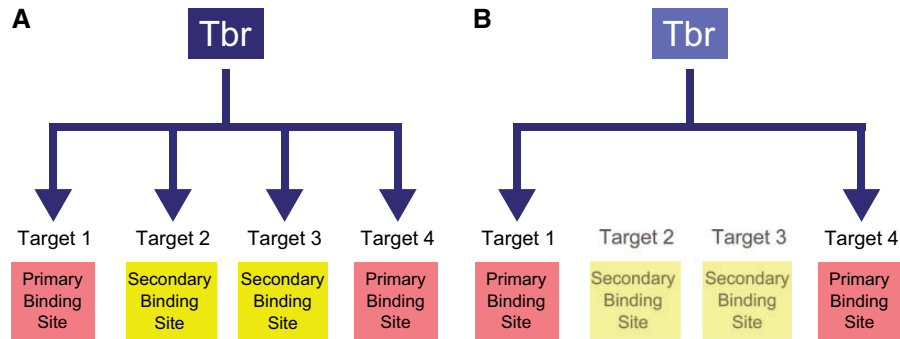 A
Tbr
Target 1
Target 2
Target 3
Target 4
Primary
Binding
Site
Secondary
Binding
Site
Secondary
Binding
Site
Primary
Binding
Site
B
Tbr
Target 1
Target 2
Target 3
Target 4
Primary
Binding
Site
Secondary
Binding
Site
Secondary
Binding
Site
Primary
Binding
Site